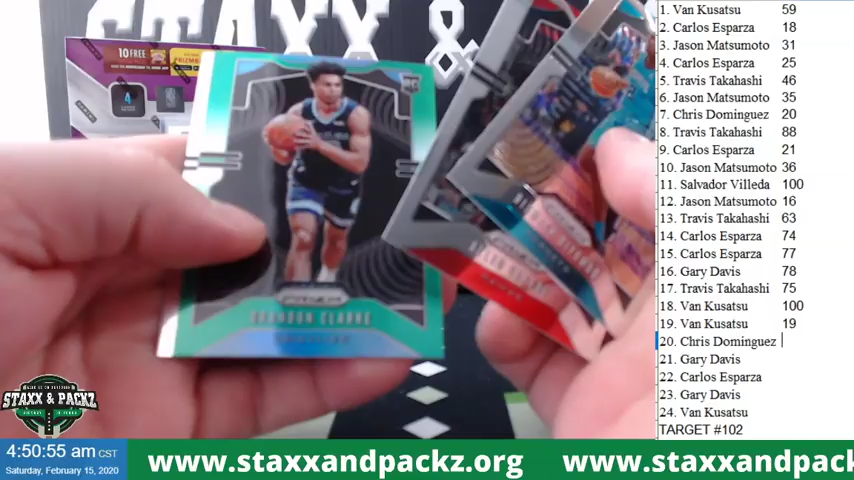 STAXX &
10 FREE
PRIZMS
4
RC
BRANDON CLARKE
1. Van Kusatsu 59
2. Carlos Esparza 18
3. Jason Matsumoto 31
4. Carlos Esparza 25
5. Travis Takahashi 46
6. Jason Matsumoto 35
7. Chris Dominguez 20
8. Travis Takahashi 88
9. Carlos Esparza 21
10. Jason Matsumoto 36
11. Salvador Villeda 100
12. Jason Matsumoto 16
13. Travis Takahashi 63
14. Carlos Esparza 74
15. Carlos Esparza 77
16. Gary Davis 78
17. Travis Takahashi 75
18. Van Kusatsu 100
19. Van Kusatsu 19
20. Chris Dominguez
21. Gary Davis
22. Carlos Esparza
23. Gary Davis
24. Van Kusatsu
TARGET #102
STAXX & PACKZ
4:50:55 am CST
Saturday, February 15, 2020
www.staxxandpackz.org www.staxxandpackz